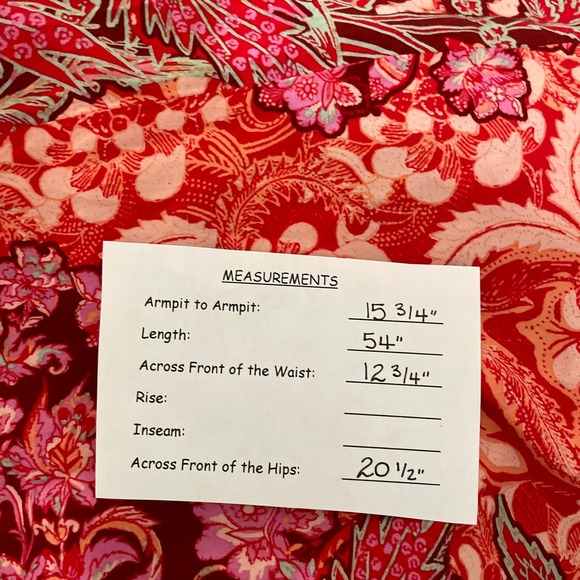 MEASUREMENTS
Armpit to Armpit: 15 3/4"
Length: 54"
Across Front of the Waist: 12 3/4"
Rise:
Inseam:
Across Front of the Hips: 20 1/2"